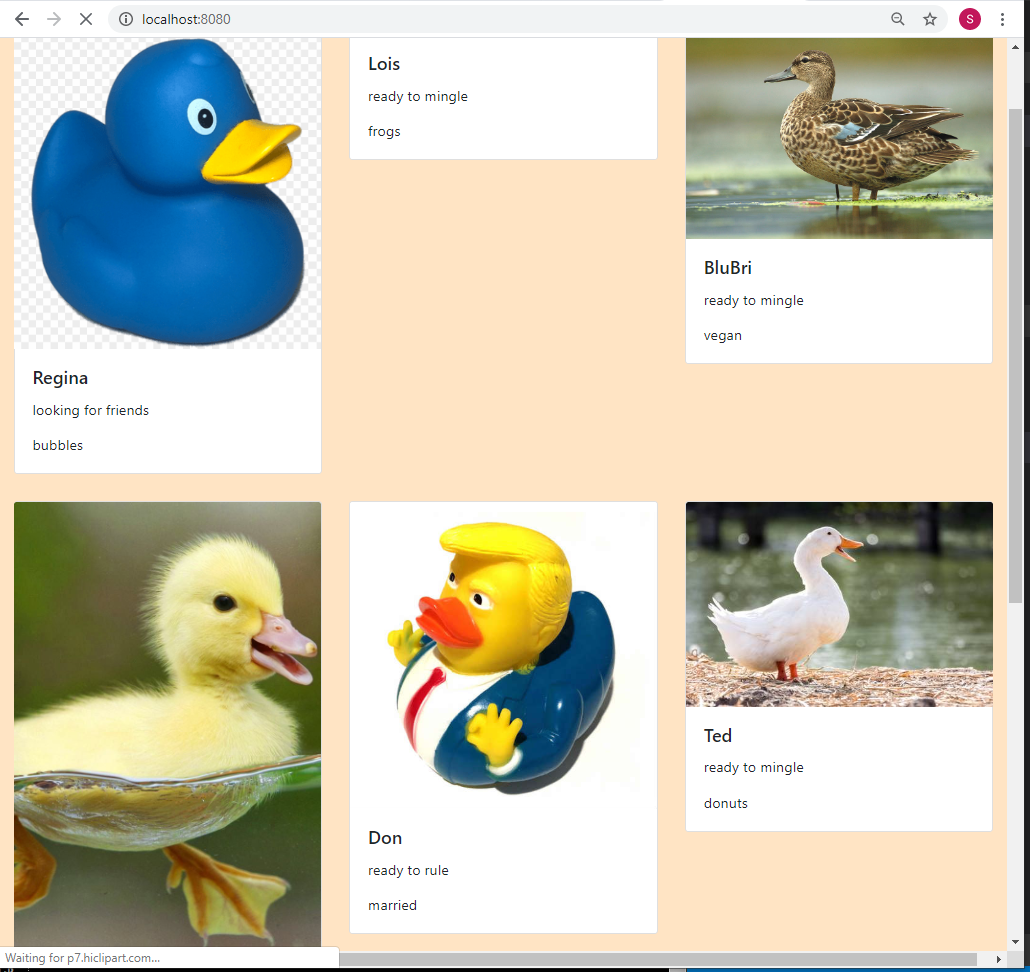 localhost:8080
S
Lois
ready to mingle
frogs
BluBri
ready to mingle
vegan
Regina
looking for friends
bubbles
Don
ready to rule
married
Ted
ready to mingle
donuts
Waiting for p7.hiclipart.com...